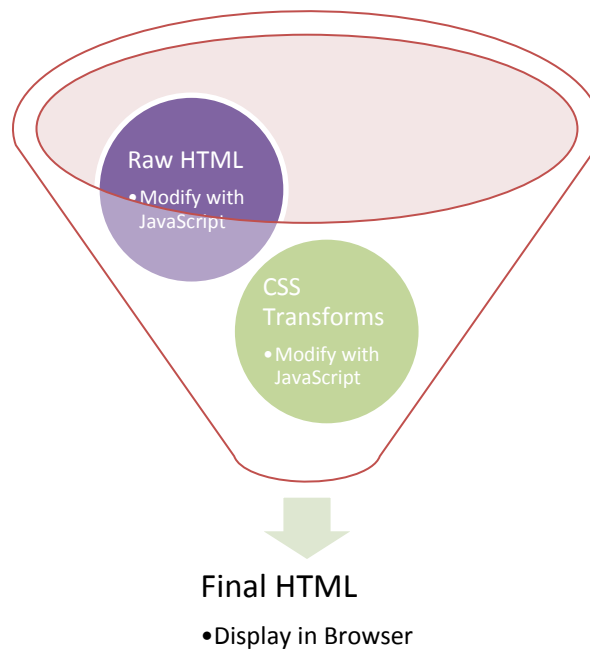 Raw HTML
•Modify with
JavaScript
CSS
Transforms
•Modify with
JavaScript
Final HTML
•Display in Browser